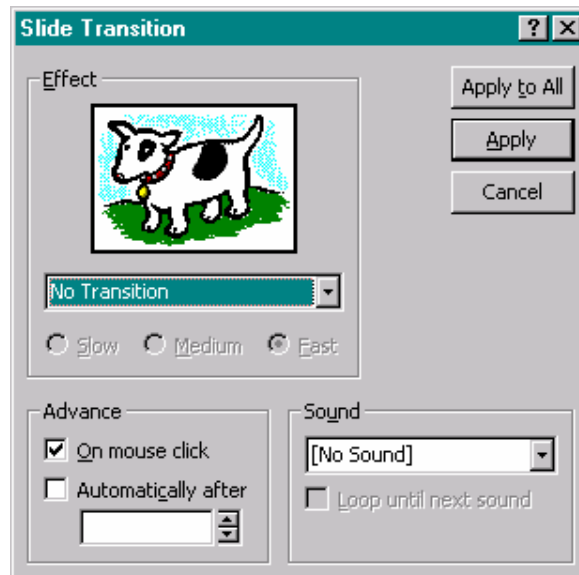 Slide Transition
Effect
Apply to All
Apply
Cancel
No Transition
Slow Medium Fast
Advance
On mouse click
Automatically after
Sound
[No Sound]
Loop until next sound